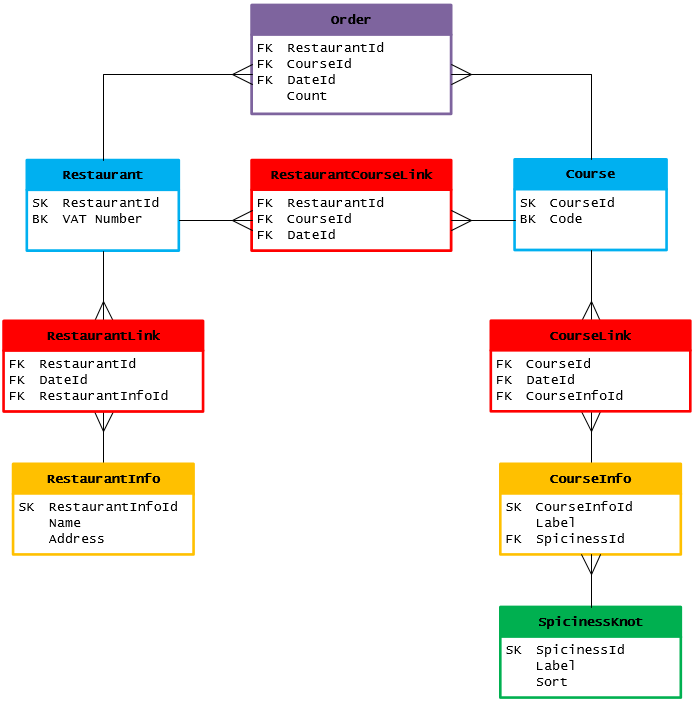 Order
FK RestaurantId
FK CourseId
FK DateId
Count
Restaurant
SK RestaurantId
BK VAT Number
RestaurantCourseLink
FK RestaurantId
FK CourseId
FK DateId
Course
SK CourseId
BK Code
RestaurantLink
FK RestaurantId
FK DateId
FK RestaurantInfoId
CourseLink
FK CourseId
FK DateId
FK CourseInfoId
RestaurantInfo
SK RestaurantInfoId
Name
Address
CourseInfo
SK CourseInfoId
Label
FK SpicinessId
SpicinessKnot
SK SpicinessId
Label
Sort